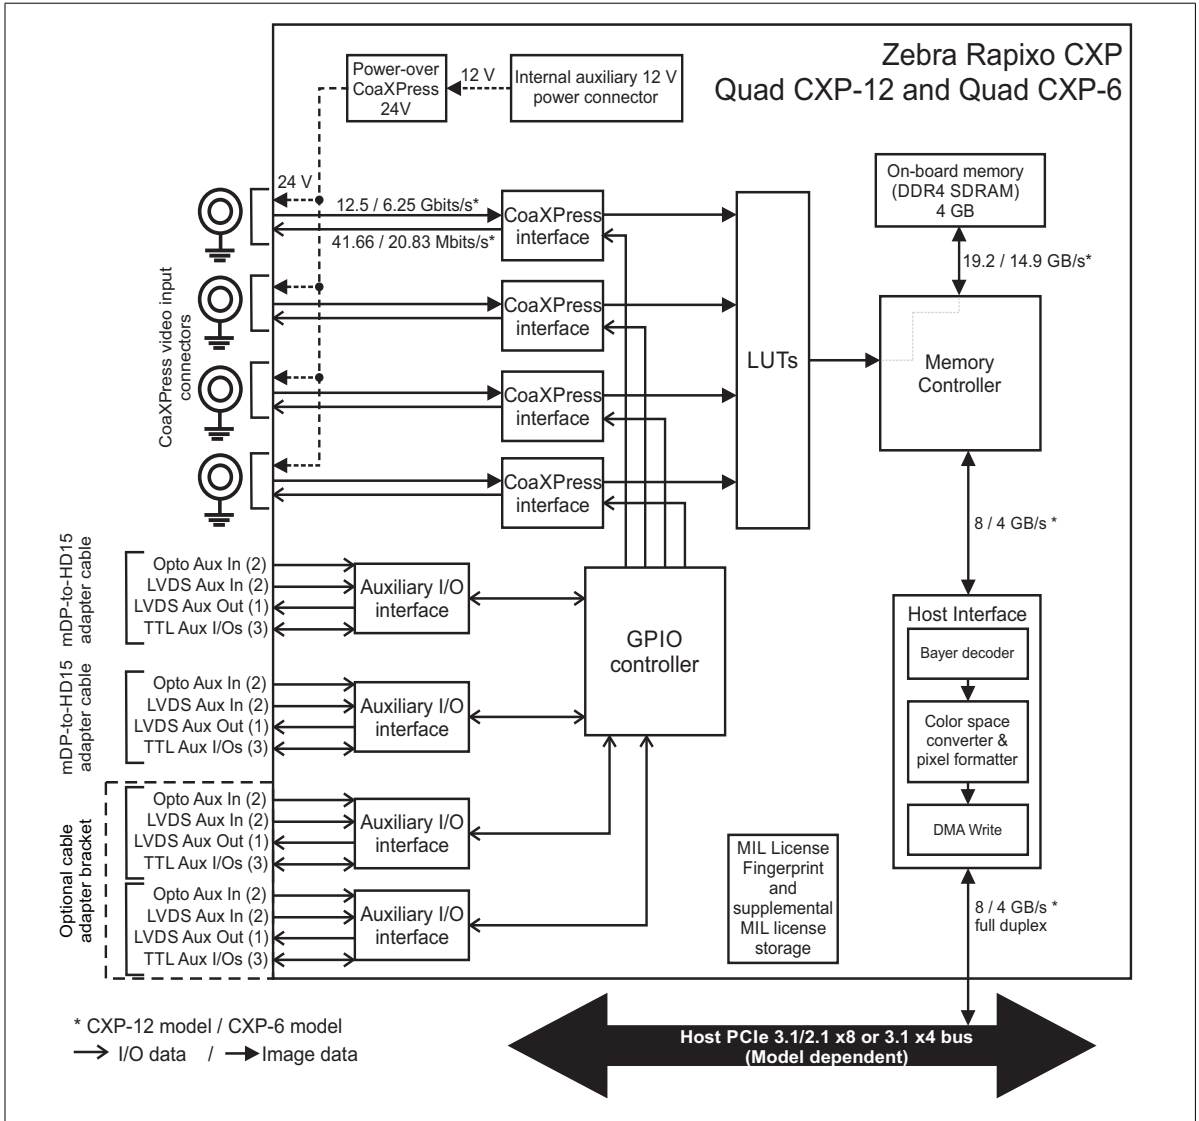 Zebra Rapixo CXP
Quad CXP-12 and Quad CXP-6
Power-over
CoaXPress
24V
12 V
Internal auxiliary 12 V
power connector
On-board memory
(DDR4 SDRAM)
4 GB
24 V
12.5 / 6.25 Gbits/s*
41.66 / 20.83 Mbits/s*
CoaXPress
interface
19.2 / 14.9 GB/s*
CoaXPress video input
connectors
CoaXPress
interface
LUTs
Memory
Controller
CoaXPress
interface
CoaXPress
interface
8 / 4 GB/s *
mDP-to-HD15
adapter cable
Opto Aux In (2)
LVDS Aux In (2)
LVDS Aux Out (1)
TTL Aux I/Os (3)
Auxiliary I/O
interface
GPIO
controller
Host Interface
Bayer decoder
Color space
converter &
pixel formatter
DMA Write
mDP-to-HD15
adapter cable
Opto Aux In (2)
LVDS Aux In (2)
LVDS Aux Out (1)
TTL Aux I/Os (3)
Auxiliary I/O
interface
Optional cable
adapter bracket
Opto Aux In (2)
LVDS Aux In (2)
LVDS Aux Out (1)
TTL Aux I/Os (3)
Auxiliary I/O
interface
Opto Aux In (2)
LVDS Aux In (2)
LVDS Aux Out (1)
TTL Aux I/Os (3)
Auxiliary I/O
interface
MIL License
Fingerprint
and
supplemental
MIL license
storage
8 / 4 GB/s *
full duplex
* CXP-12 model / CXP-6 model
I/O data / Image data
Host PCIe 3.1/2.1 x8 or 3.1 x4 bus
(Model dependent)